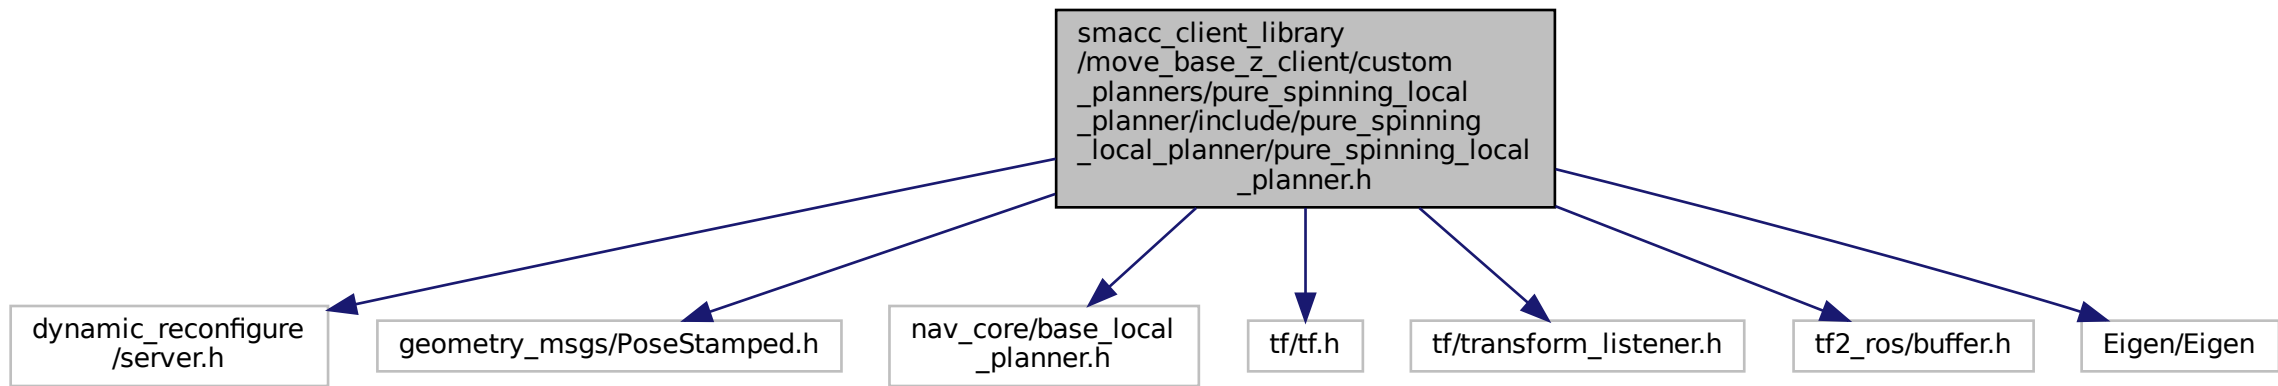 smacc_client_library
/move_base_z_client/custom
_planners/pure_spinning_local
_planner/include/pure_spinning
_local_planner/pure_spinning_local
_planner.h
dynamic_reconfigure
/server.h
geometry_msgs/PoseStamped.h
nav_core/base_local
_planner.h
tf/tf.h
tf/transform_listener.h
tf2_ros/buffer.h
Eigen/Eigen